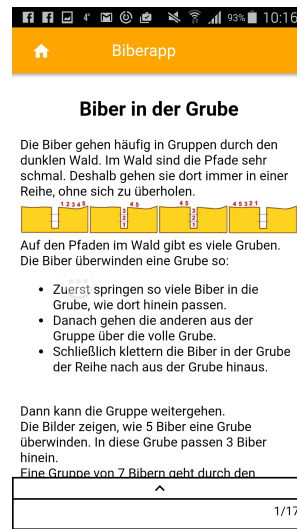 4° 93% 10:16
Biberapp
Biber in der Grube
Die Biber gehen häufig in Gruppen durch den
dunklen Wald. Im Wald sind die Pfade sehr
schmal. Deshalb gehen sie dort immer in einer
Reihe, ohne sich zu überholen.
1 2 3 4 5 4 5 4 5 4 5 3 2 1
3 3
2 2
1 1
Auf den Pfaden im Wald gibt es viele Gruben.
Die Biber überwinden eine Grube so:
• Zuerst springen so viele Biber in die
Grube, wie dort hinein passen.
• Danach gehen die anderen aus der
Gruppe über die volle Grube.
• Schließlich klettern die Biber in der Grube
der Reihe nach aus der Grube hinaus.
Dann kann die Gruppe weitergehen.
Die Bilder zeigen, wie 5 Biber eine Grube
überwinden. In diese Grube passen 3 Biber
hinein.
Eine Gruppe von 7 Bibern geht durch den
1/17